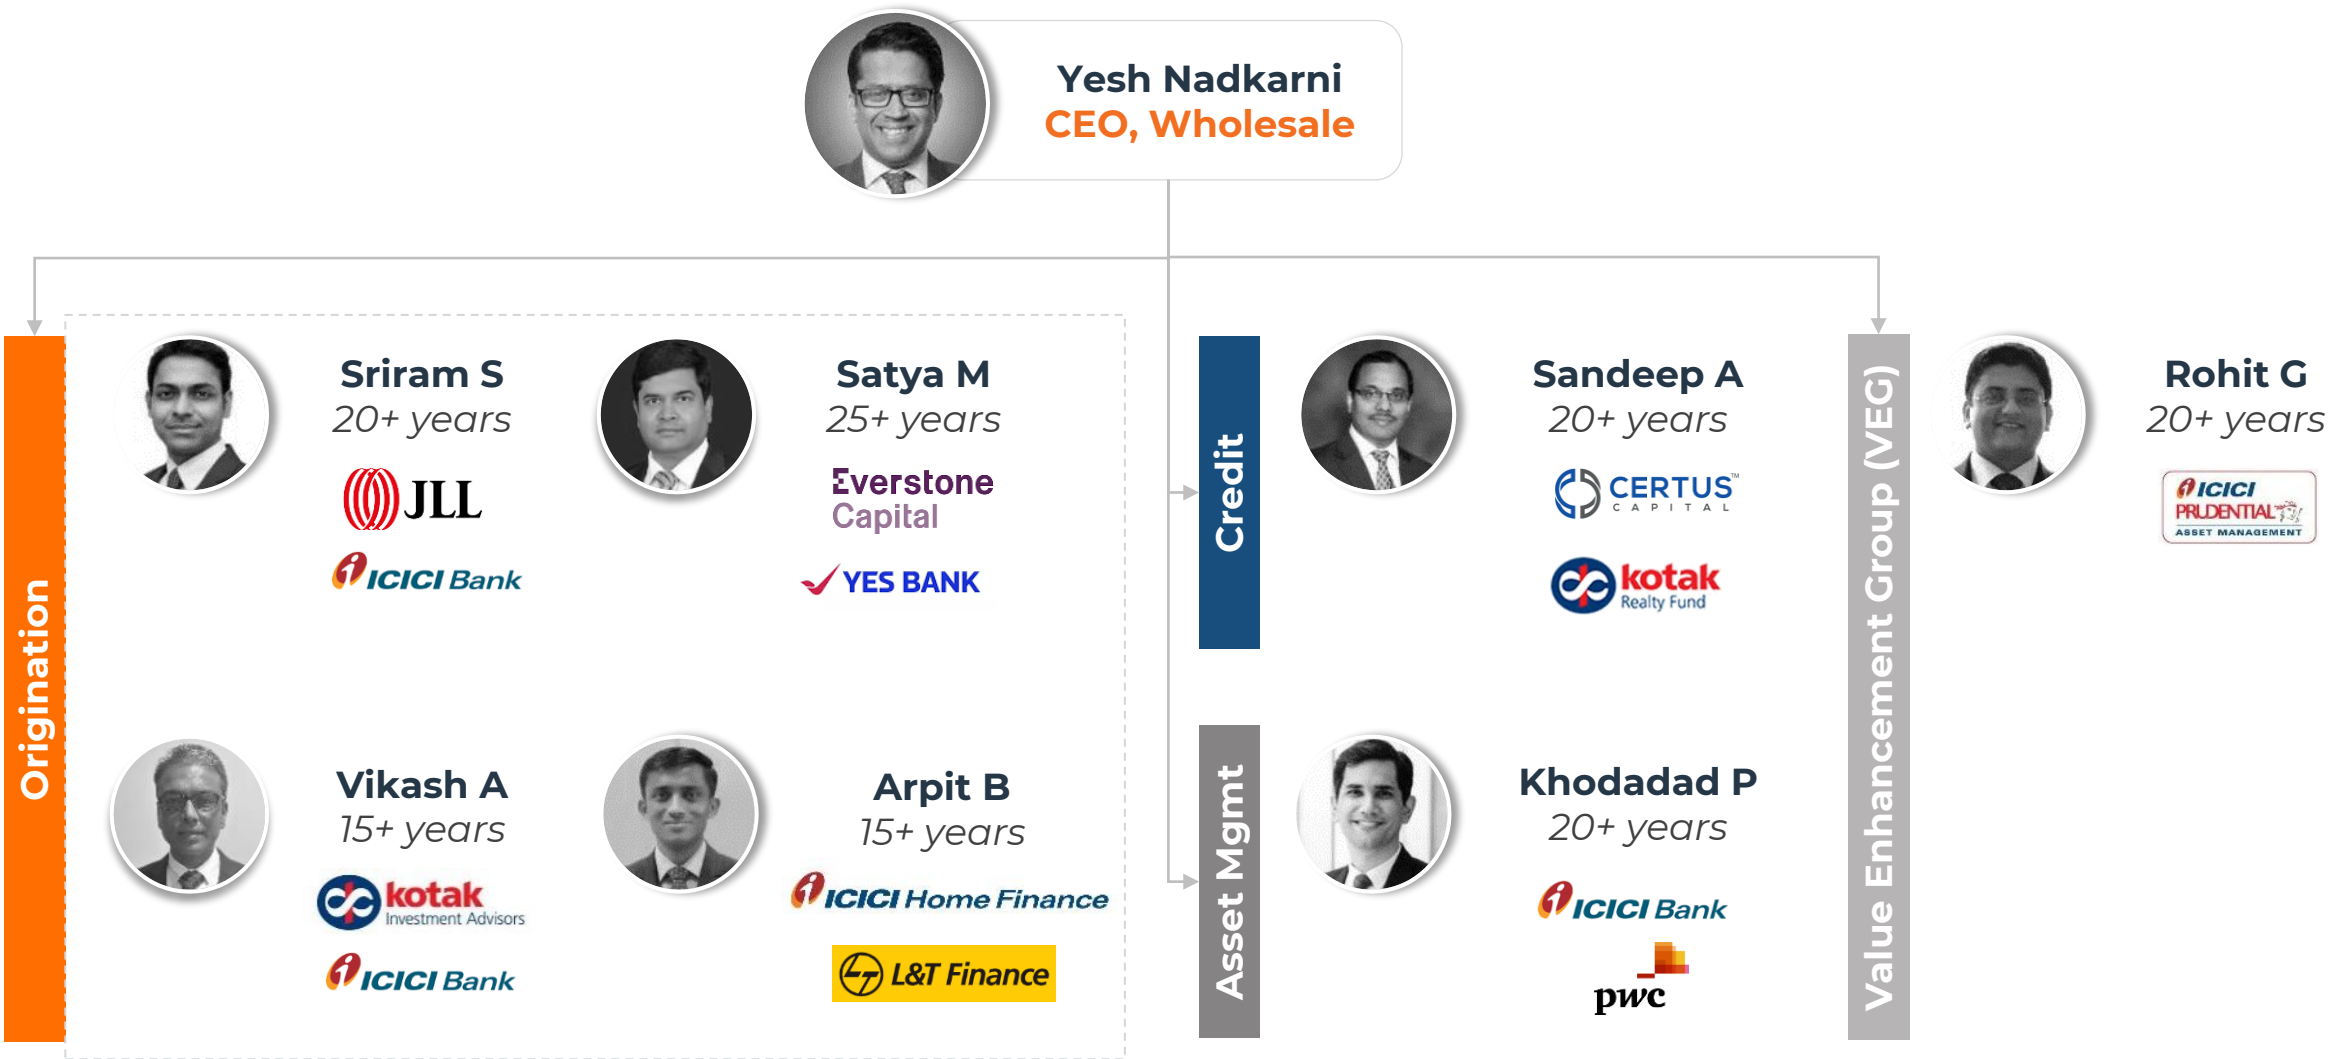 Yesh Nadkarni
CEO, Wholesale
Origination
Sriram S
20+ years
JLL
ICICI Bank
Satya M
25+ years
Everstone
Capital
YES BANK
Vikash A
15+ years
kotak
Investment Advisors
ICICI Bank
Arpit B
15+ years
ICICI Home Finance
L&T Finance
Credit
Sandeep A
20+ years
CERTUS™
CAPITAL
kotak
Realty Fund
Asset Mgmt
Khodadad P
20+ years
ICICI Bank
pwc
Value Enhancement Group (VEG)
Rohit G
20+ years
ICICI
PRUDENTIAL
ASSET MANAGEMENT